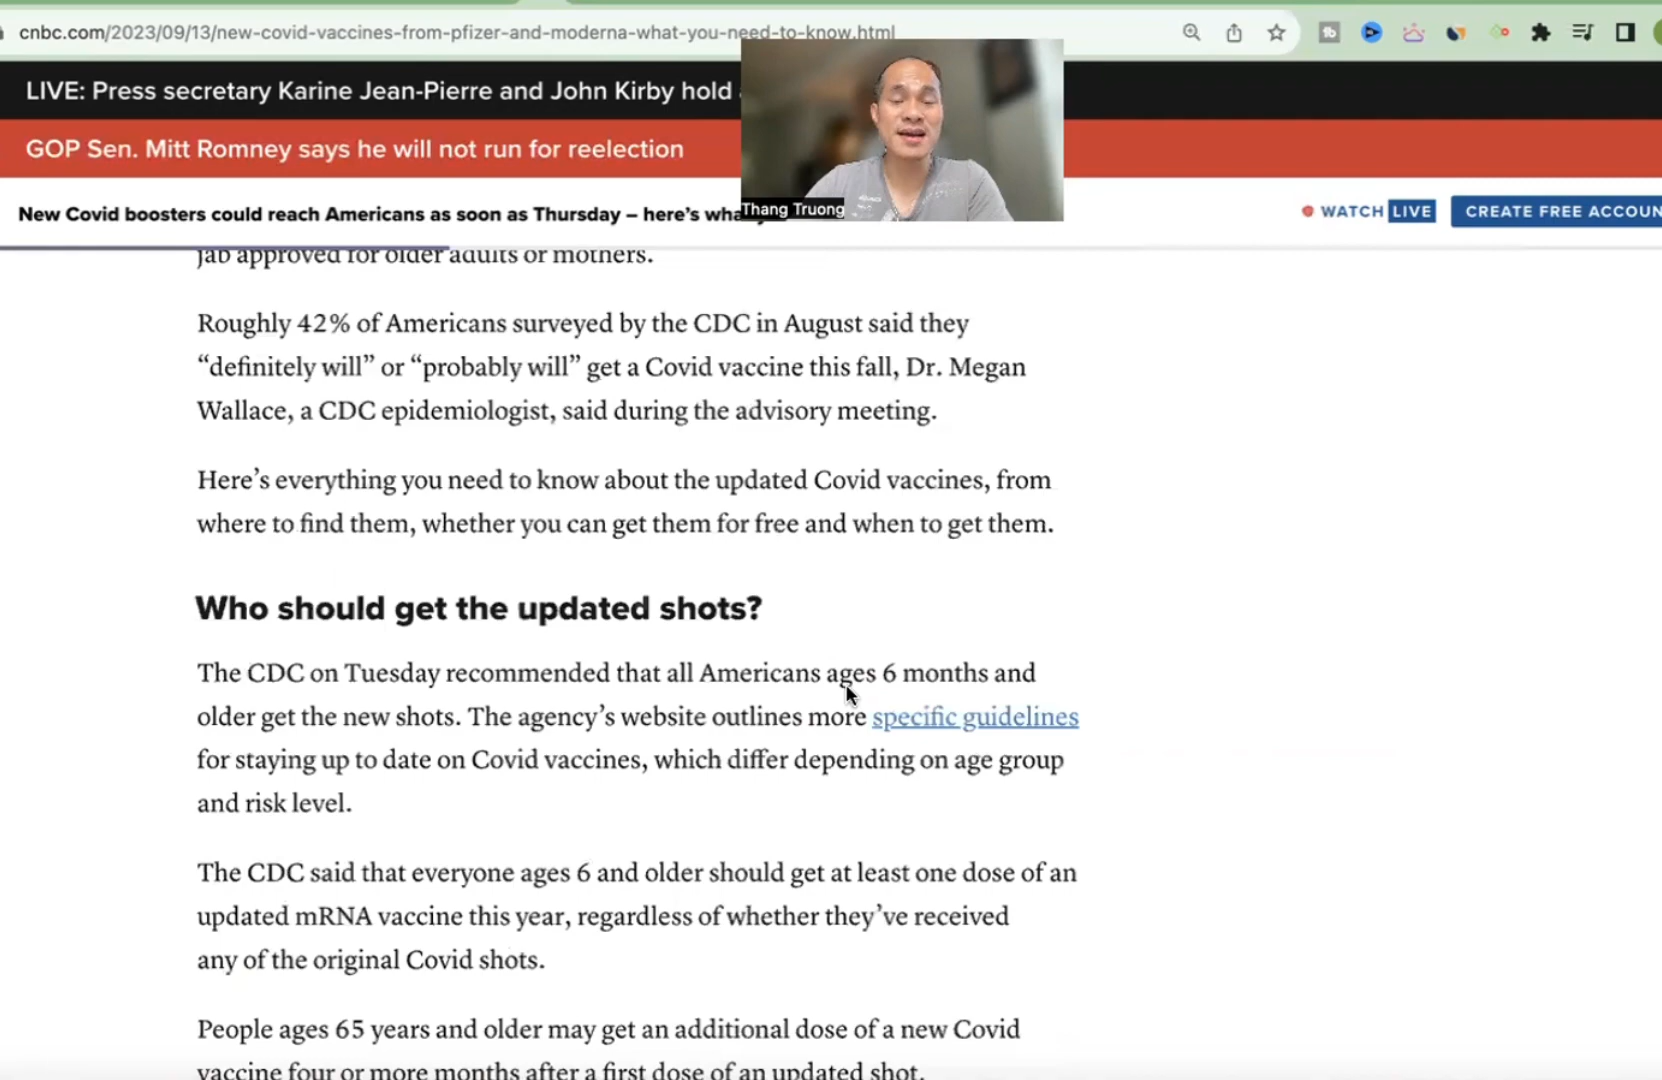 cnbc.com/2023/09/13/new-covid-vaccines-from-pfizer-and-moderna-what-you-need-to-know.html
LIVE: Press secretary Karine Jean-Pierre and John Kirby hold
GOP Sen. Mitt Romney says he will not run for reelection
Thang Truong
New Covid boosters could reach Americans as soon as Thursday – here's
WATCH LIVE
CREATE FREE
jab approved for older adults or mothers.
Roughly 42% of Americans surveyed by the CDC in August said they
“definitely will” or “probably will” get a Covid vaccine this fall, Dr. Megan
Wallace, a CDC epidemiologist, said during the advisory meeting.
Here’s everything you need to know about the updated Covid vaccines, from
where to find them, whether you can get them for free and when to get them.
Who should get the updated shots?
The CDC on Tuesday recommended that all Americans ages 6 months and
older get the new shots. The agency’s website outlines more specific guidelines
for staying up to date on Covid vaccines, which differ depending on age group
and risk level.
The CDC said that everyone ages 6 and older should get at least one dose of an
updated mRNA vaccine this year, regardless of whether they’ve received
any of the original Covid shots.
People ages 65 years and older may get an additional dose of a new Covid
vaccine four or more months after a first dose of an updated shot.